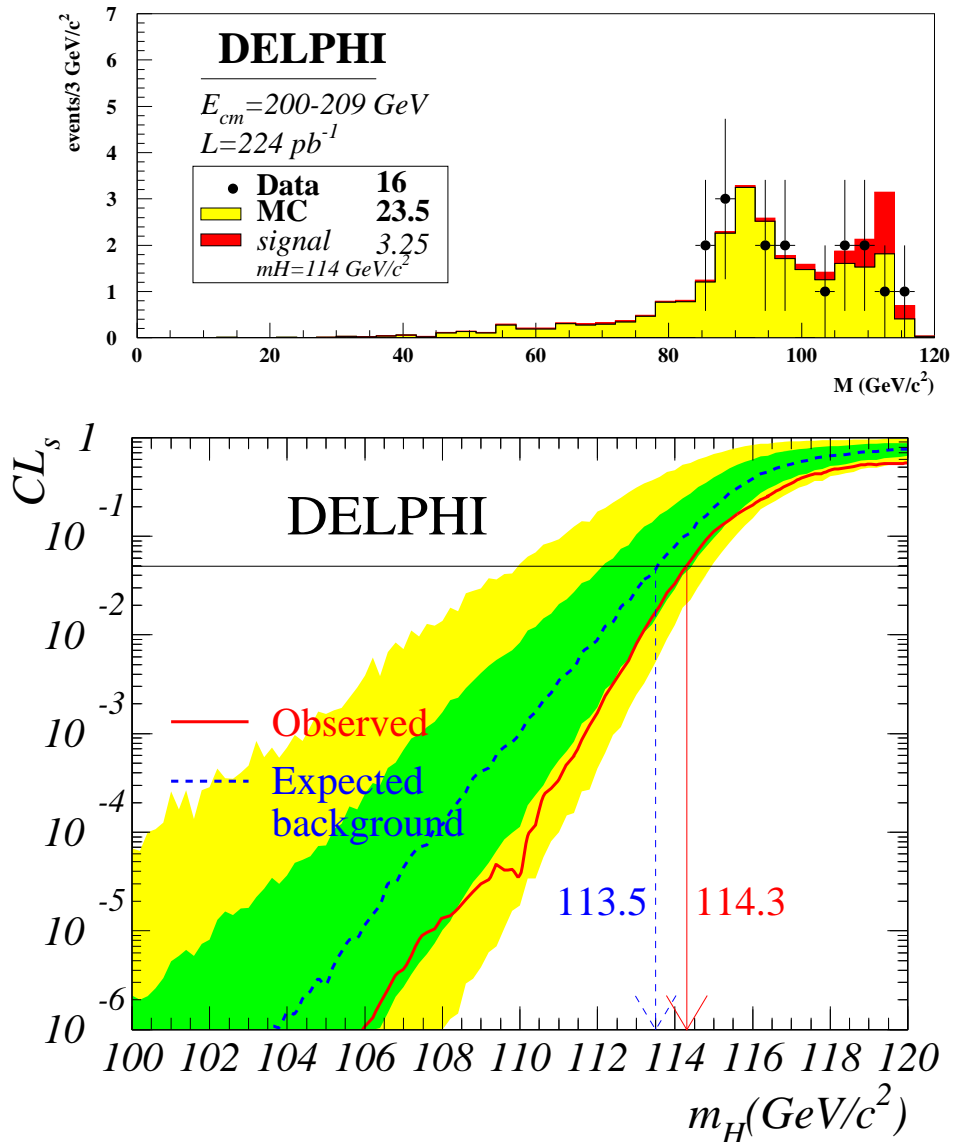 events/3 GeV/c²
7
6
5
4
3
2
1
0
DELPHI
E_cm=200-209 GeV
L=224 pb⁻¹
Data 16
MC 23.5
signal 3.25
mH=114 GeV/c²
0 20 40 60 80 100 120
M (GeV/c²)
CL_s
1
10⁻¹
10⁻²
10⁻³
10⁻⁴
10⁻⁵
10⁻⁶
DELPHI
Observed
Expected
background
113.5
114.3
100 102 104 106 108 110 112 114 116 118 120
m_H(GeV/c²)